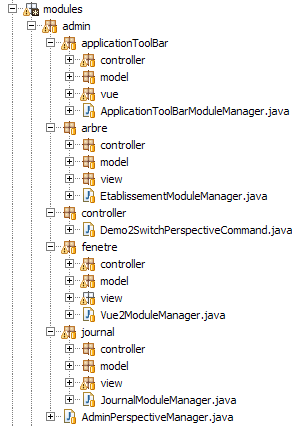 modules
admin
applicationToolBar
controller
model
vue
ApplicationToolBarModuleManager.java
arbre
controller
model
view
EtablissementModuleManager.java
controller
Demo2SwitchPerspectiveCommand.java
fenetre
controller
model
view
Vue2ModuleManager.java
journal
controller
model
view
JournalModuleManager.java
AdminPerspectiveManager.java